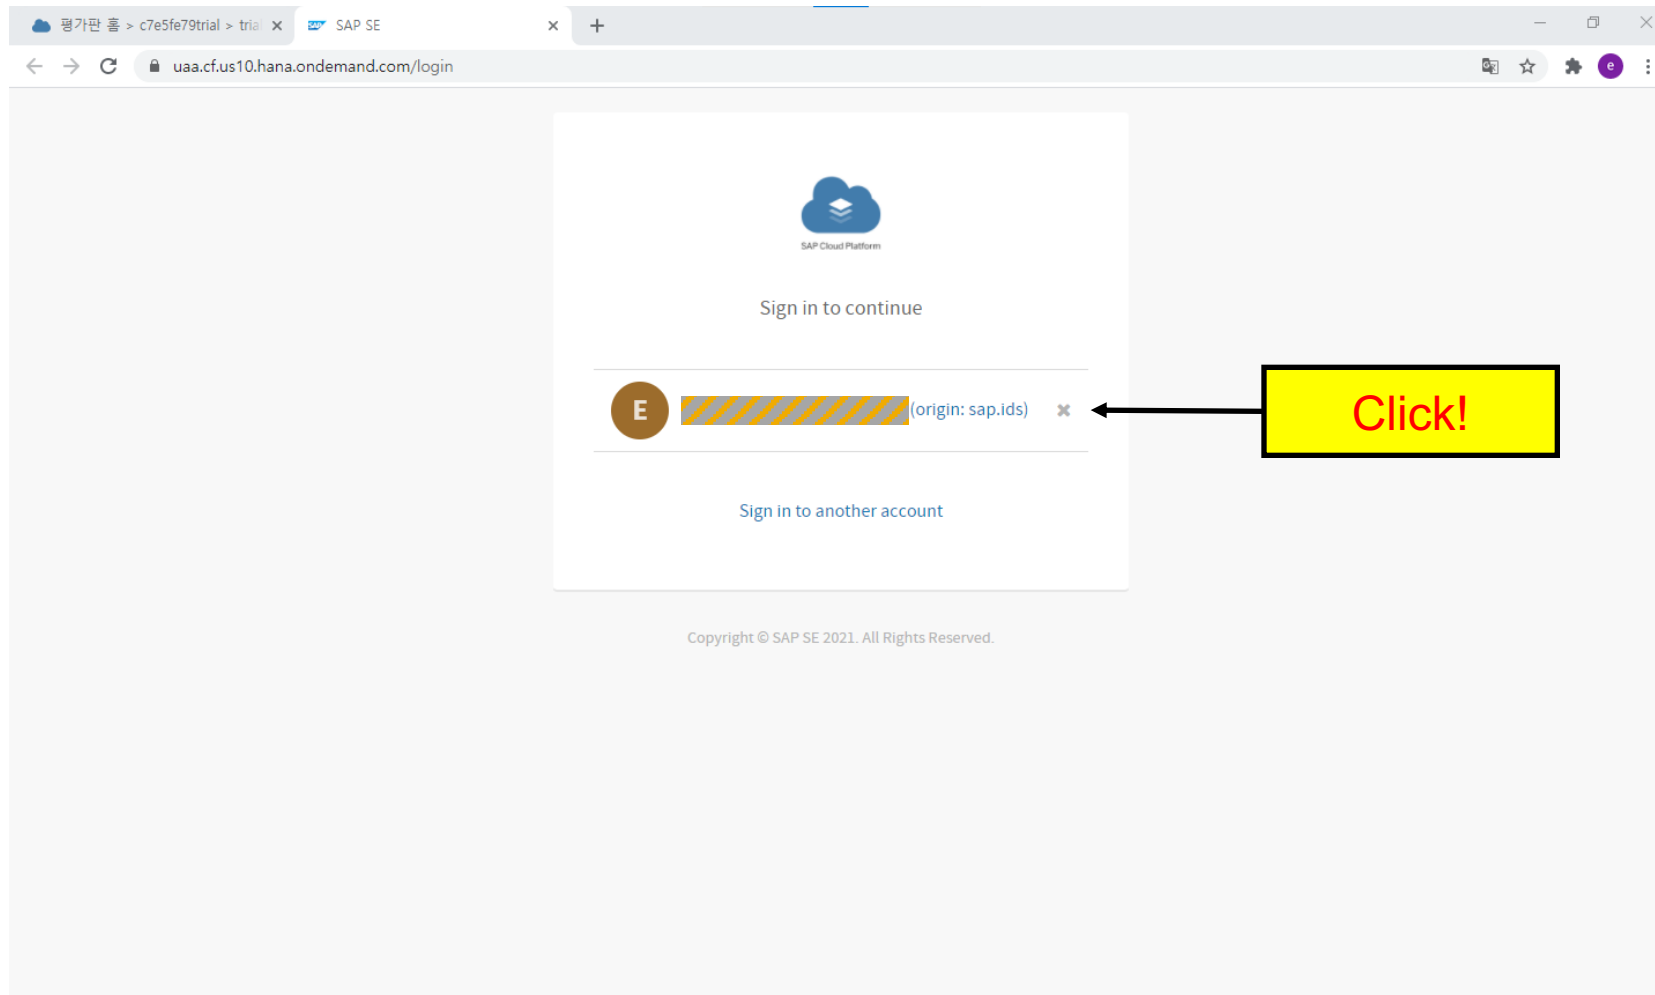 평가판 홈 > c7e5fe79trial > tria
SAP SE
uaa.cf.us10.hana.ondemand.com/login
e
SAP Cloud Platform
Sign in to continue
E
(origin: sap.ids)
Click!
Sign in to another account
Copyright © SAP SE 2021. All Rights Reserved.